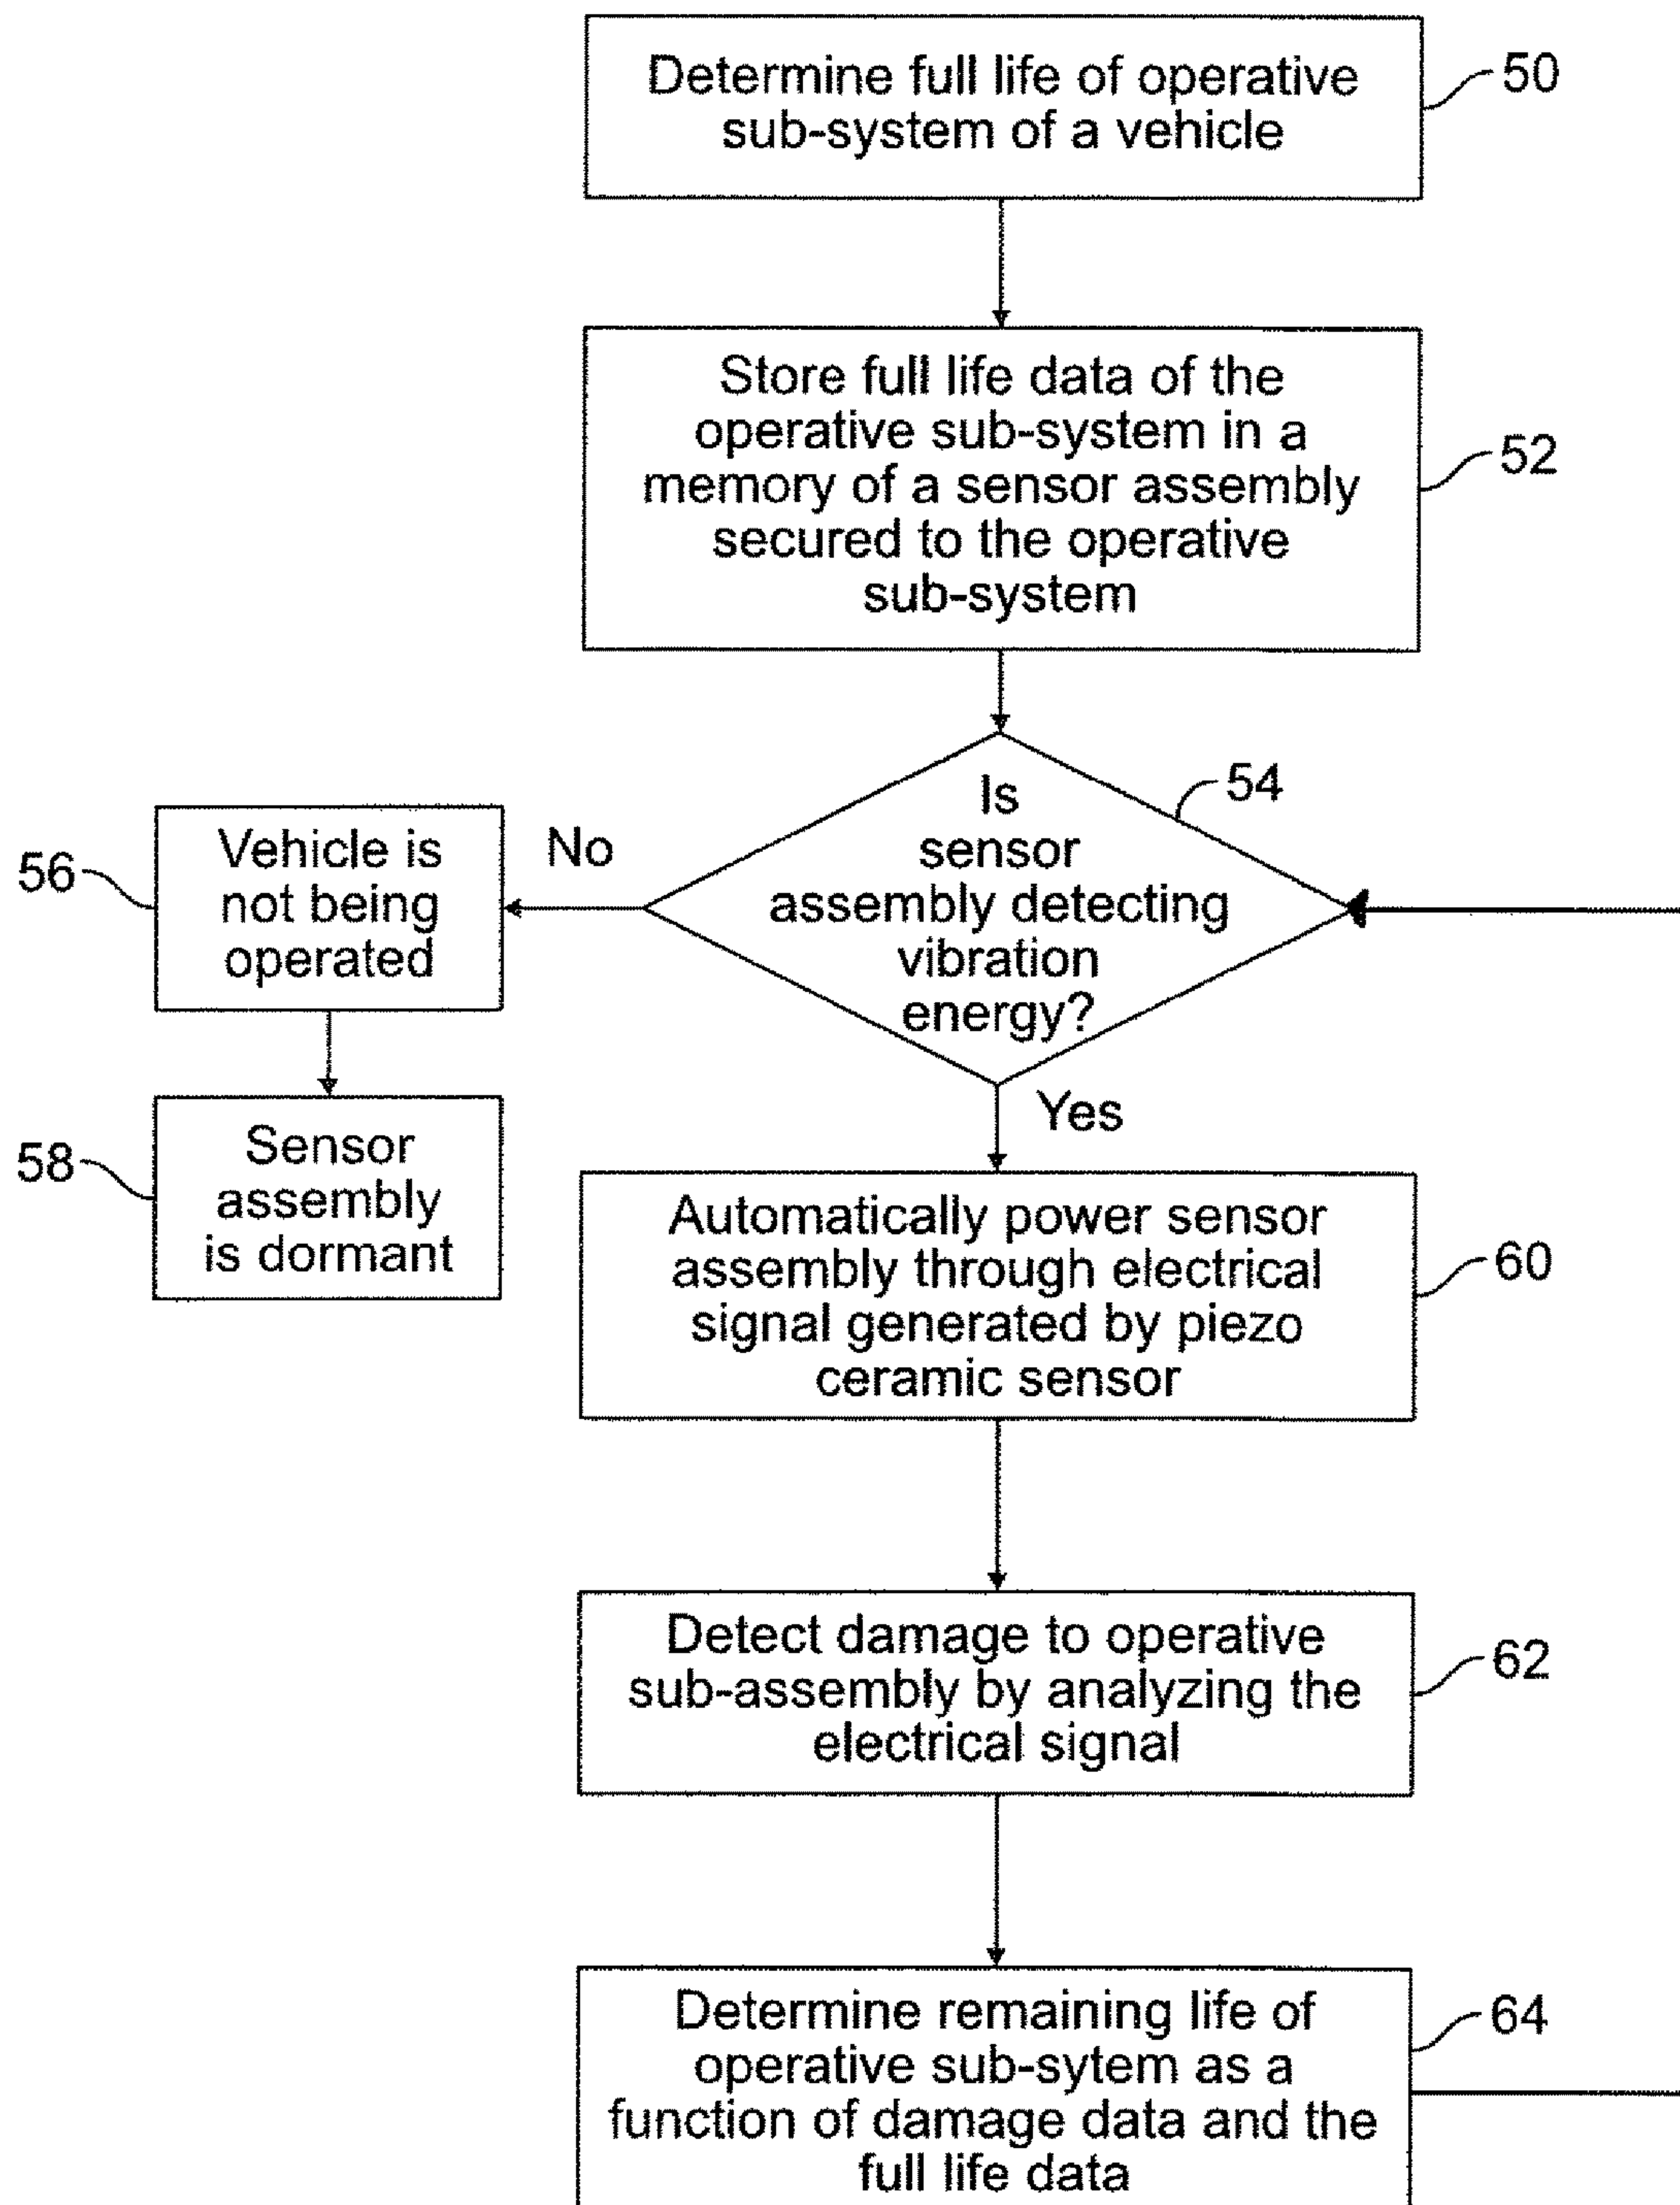 Determine full life of operative
sub-system of a vehicle
50
Store full life data of the
operative sub-system in a
memory of a sensor assembly
secured to the operative
sub-system
52
Is
sensor
assembly detecting
vibration
energy?
54
No
Vehicle is
not being
operated
56
Sensor
assembly
is dormant
58
Yes
Automatically power sensor
assembly through electrical
signal generated by piezo
ceramic sensor
60
Detect damage to operative
sub-assembly by analyzing the
electrical signal
62
Determine remaining life of
operative sub-sytem as a
function of damage data and the
full life data
64